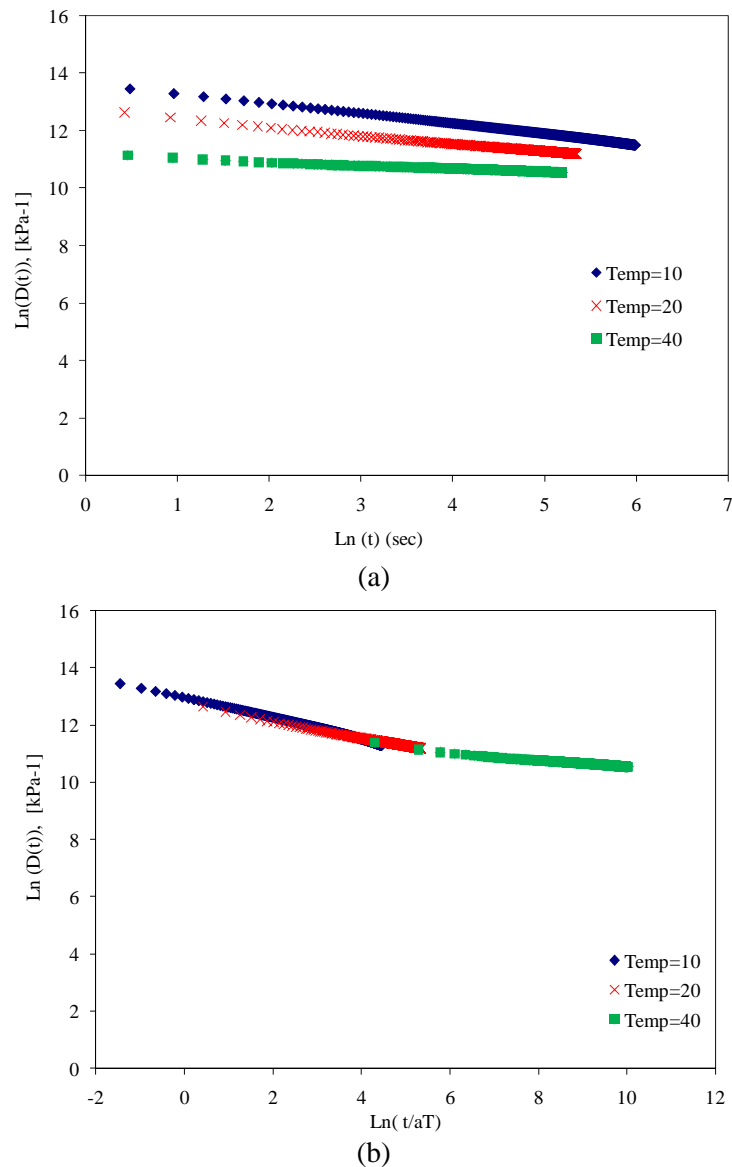 16
14
12
10
8
6
4
2
0
Ln(D(t)), [kPa-1]
Temp=10
Temp=20
Temp=40
0 1 2 3 4 5 6 7
Ln (t) (sec)
(a)
16
14
12
10
8
6
4
2
0
Ln (D(t)), [kPa-1]
Temp=10
Temp=20
Temp=40
-2 0 2 4 6 8 10 12
Ln( t/aT)
(b)